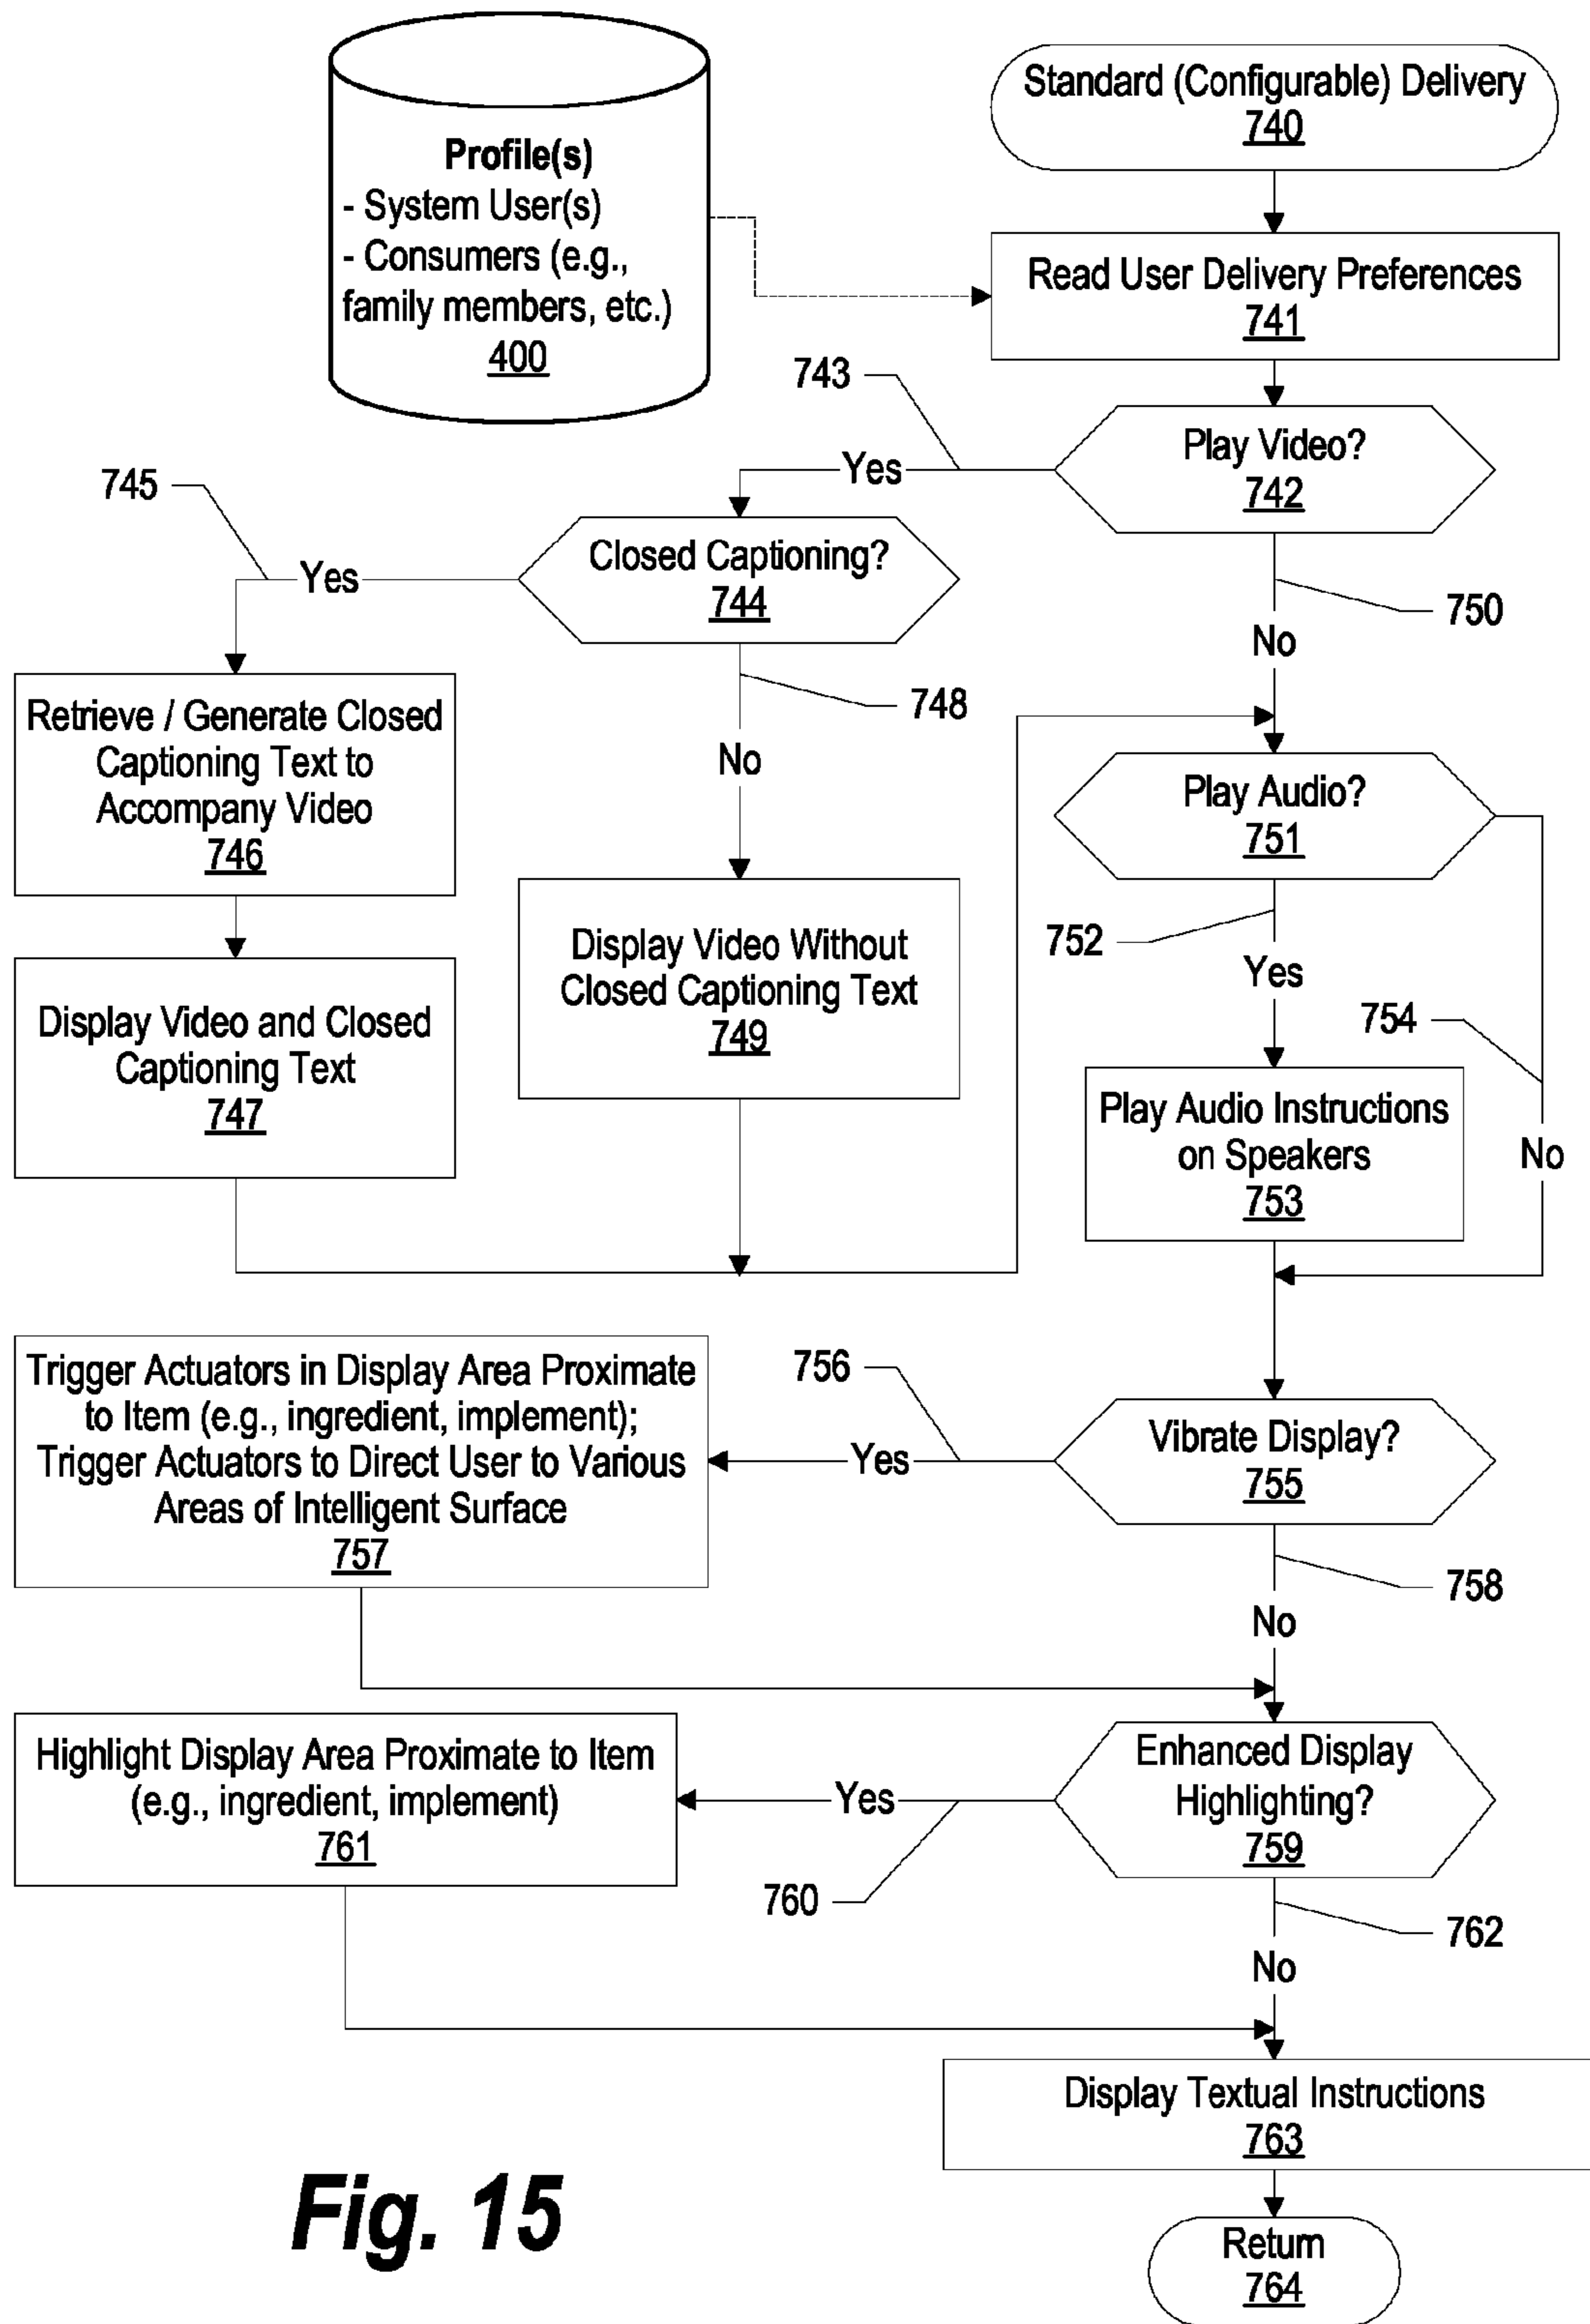 Profile(s)
- System User(s)
- Consumers (e.g.,
family members, etc.)
400
Standard (Configurable) Delivery
740
Read User Delivery Preferences
741
743
Play Video?
742
Yes
745
Closed Captioning?
744
Yes
750
No
748
No
Retrieve / Generate Closed
Captioning Text to
Accompany Video
746
Play Audio?
751
Display Video Without
Closed Captioning Text
749
752
Yes
754
Display Video and Closed
Captioning Text
747
Play Audio Instructions
on Speakers
753
No
Trigger Actuators in Display Area Proximate
to Item (e.g., ingredient, implement);
Trigger Actuators to Direct User to Various
Areas of Intelligent Surface
757
756
Yes
Vibrate Display?
755
758
No
Highlight Display Area Proximate to Item
(e.g., ingredient, implement)
761
Yes
Enhanced Display
Highlighting?
759
760
762
No
Display Textual Instructions
763
Return
764
Fig. 15